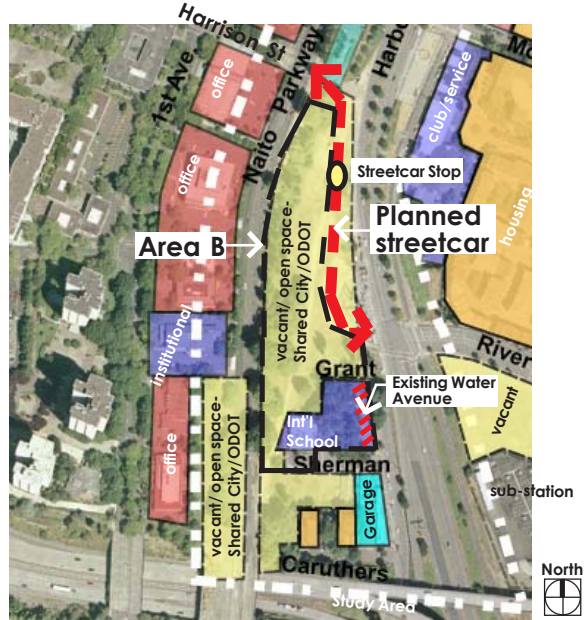 Harrison St
1st Ave.
office
Naito
Parkway
Harbo
Mo
club/service
office
Streetcar Stop
Planned
streetcar
housing
Area B
vacant/ open space-
Shared City/ODOT
institutional
River
Grant
Existing Water
Avenue
vacant
Int'l
School
office
vacant/ open space-
Shared City/ODOT
Sherman
sub-station
Garage
Caruthers
North
Study Area